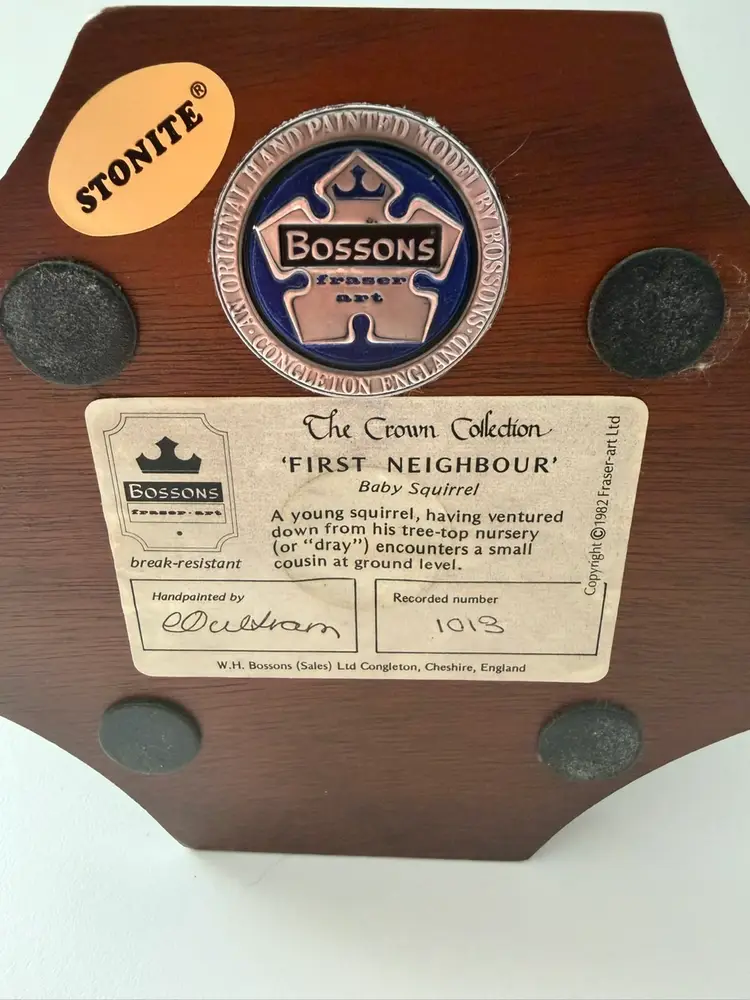 STONITE®
AN ORIGINAL HAND PAINTED MODEL BY BOSSONS
· CONGLETON ENGLAND ·
BOSSONS
fraser
art
The Crown Collection
'FIRST NEIGHBOUR'
Baby Squirrel
A young squirrel, having ventured
down from his tree-top nursery
(or "dray") encounters a small
cousin at ground level.
BOSSONS
fraser·art
break-resistant
Copyright ©1982 Fraser-art Ltd
Handpainted by
Recorded number
1013
W.H. Bossons (Sales) Ltd Congleton, Cheshire, England